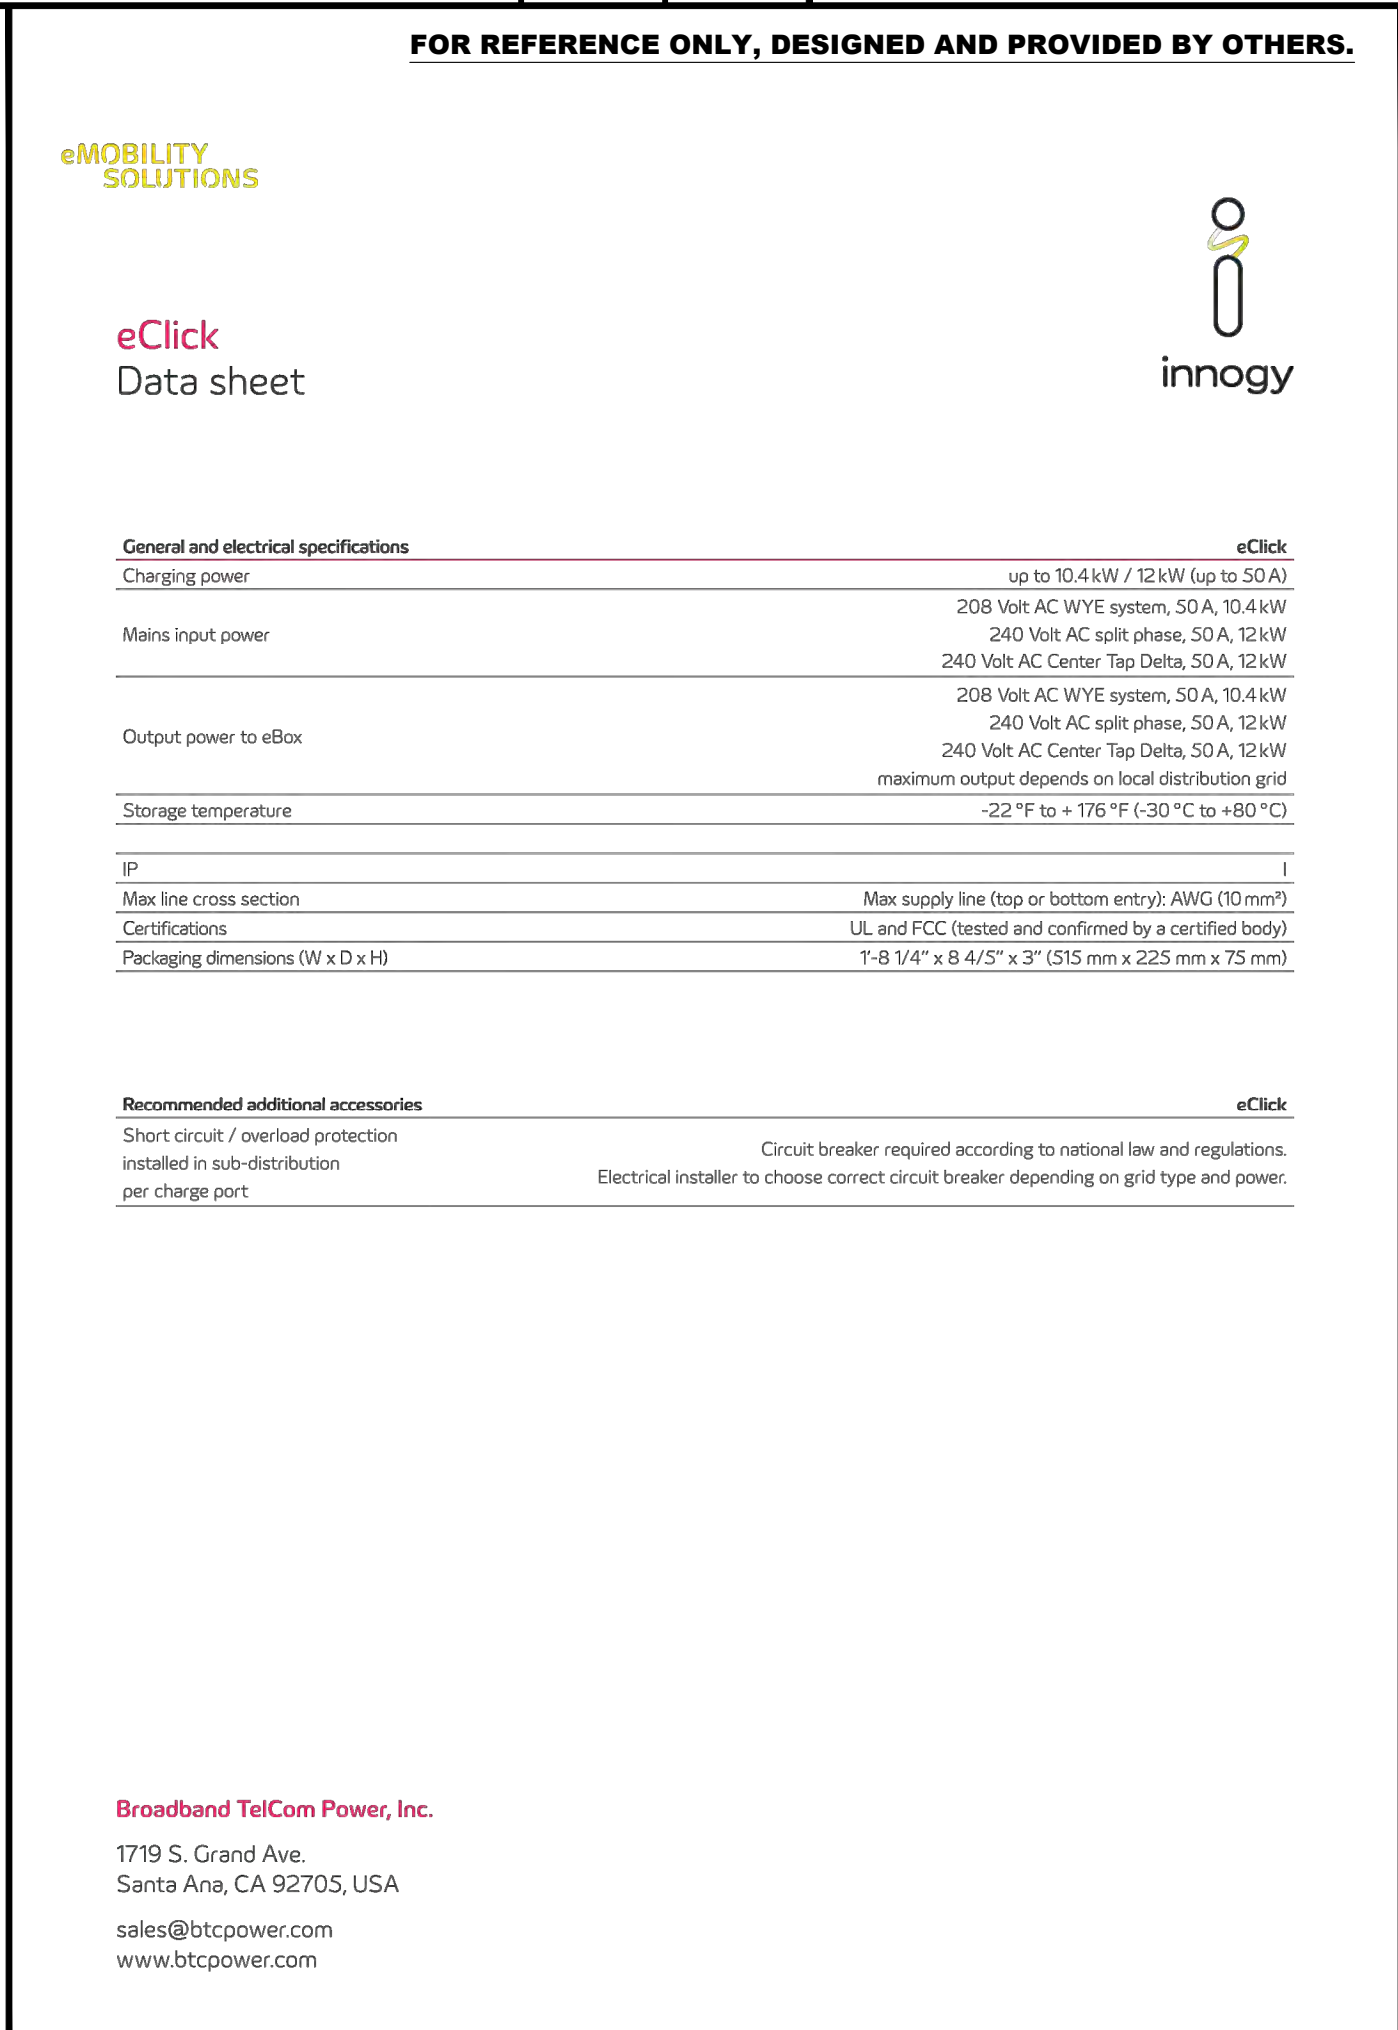 FOR REFERENCE ONLY, DESIGNED AND PROVIDED BY OTHERS.
eMOBILITY
SOLUTIONS
innogy
eClick
Data sheet
General and electrical specifications eClick
Charging power up to 10.4 kW / 12 kW (up to 50 A)
208 Volt AC WYE system, 50 A, 10.4 kW
Mains input power 240 Volt AC split phase, 50 A, 12 kW
240 Volt AC Center Tap Delta, 50 A, 12 kW
208 Volt AC WYE system, 50 A, 10.4 kW
240 Volt AC split phase, 50 A, 12 kW
Output power to eBox
240 Volt AC Center Tap Delta, 50 A, 12 kW
maximum output depends on local distribution grid
Storage temperature -22 °F to + 176 °F (-30 °C to +80 °C)
IP I
Max line cross section Max supply line (top or bottom entry): AWG (10 mm²)
Certifications UL and FCC (tested and confirmed by a certified body)
Packaging dimensions (W x D x H) 1'-8 1/4" x 8 4/5" x 3" (515 mm x 225 mm x 75 mm)
Recommended additional accessories eClick
Short circuit / overload protection
installed in sub-distribution
per charge port
Circuit breaker required according to national law and regulations.
Electrical installer to choose correct circuit breaker depending on grid type and power.
Broadband TelCom Power, Inc.
1719 S. Grand Ave.
Santa Ana, CA 92705, USA
sales@btcpower.com
www.btcpower.com